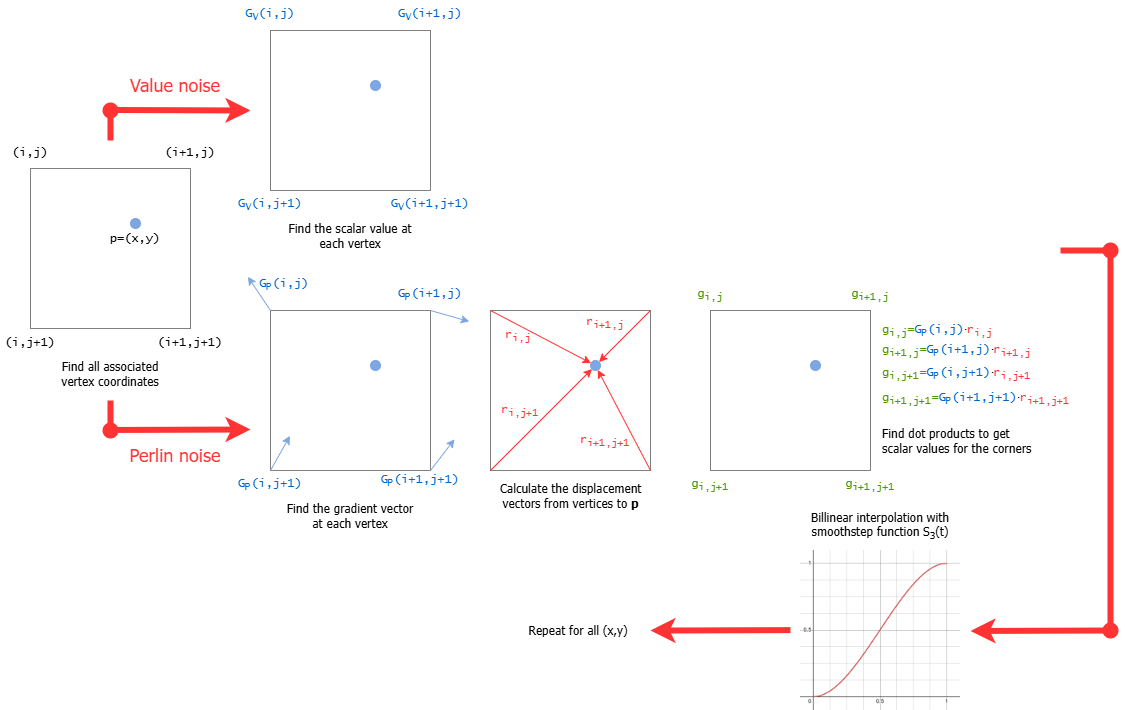 G_V(i,j)
G_V(i+1,j)
Value noise
(i,j)
(i+1,j)
p=(x,y)
G_V(i,j+1)
G_V(i+1,j+1)
Find the scalar value at
each vertex
(i,j+1)
(i+1,j+1)
Find all associated
vertex coordinates
Perlin noise
G_P(i,j)
G_P(i+1,j)
G_P(i,j+1)
G_P(i+1,j+1)
Find the gradient vector
at each vertex
r_{i,j}
r_{i+1,j}
r_{i,j+1}
r_{i+1,j+1}
Calculate the displacement
vectors from vertices to p
g_{i,j}
g_{i+1,j}
g_{i,j+1}
g_{i+1,j+1}
g_{i,j}=G_P(i,j)·r_{i,j}
g_{i+1,j}=G_P(i+1,j)·r_{i+1,j}
g_{i,j+1}=G_P(i,j+1)·r_{i,j+1}
g_{i+1,j+1}=G_P(i+1,j+1)·r_{i+1,j+1}
Find dot products to get
scalar values for the corners
Billinear interpolation with
smoothstep function S_3(t)
1
0.5
0
0.5
1
Repeat for all (x,y)